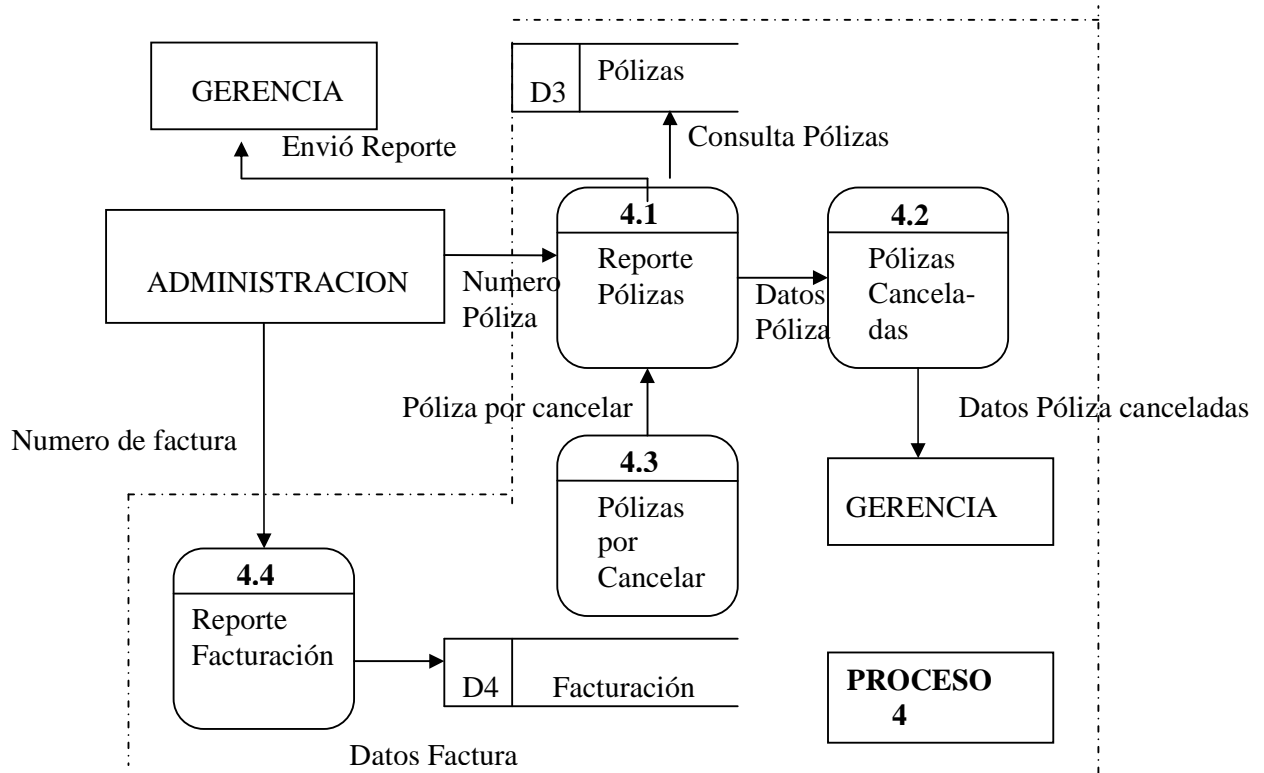 GERENCIA
D3
Pólizas
Envió Reporte
Consulta Pólizas
ADMINISTRACION
Numero
Póliza
4.1
Reporte
Pólizas
Datos
Póliza
4.2
Pólizas
Cancela-
das
Póliza por cancelar
Datos Póliza canceladas
Numero de factura
4.3
Pólizas
por
Cancelar
GERENCIA
4.4
Reporte
Facturación
D4
Facturación
Datos Factura
PROCESO
4